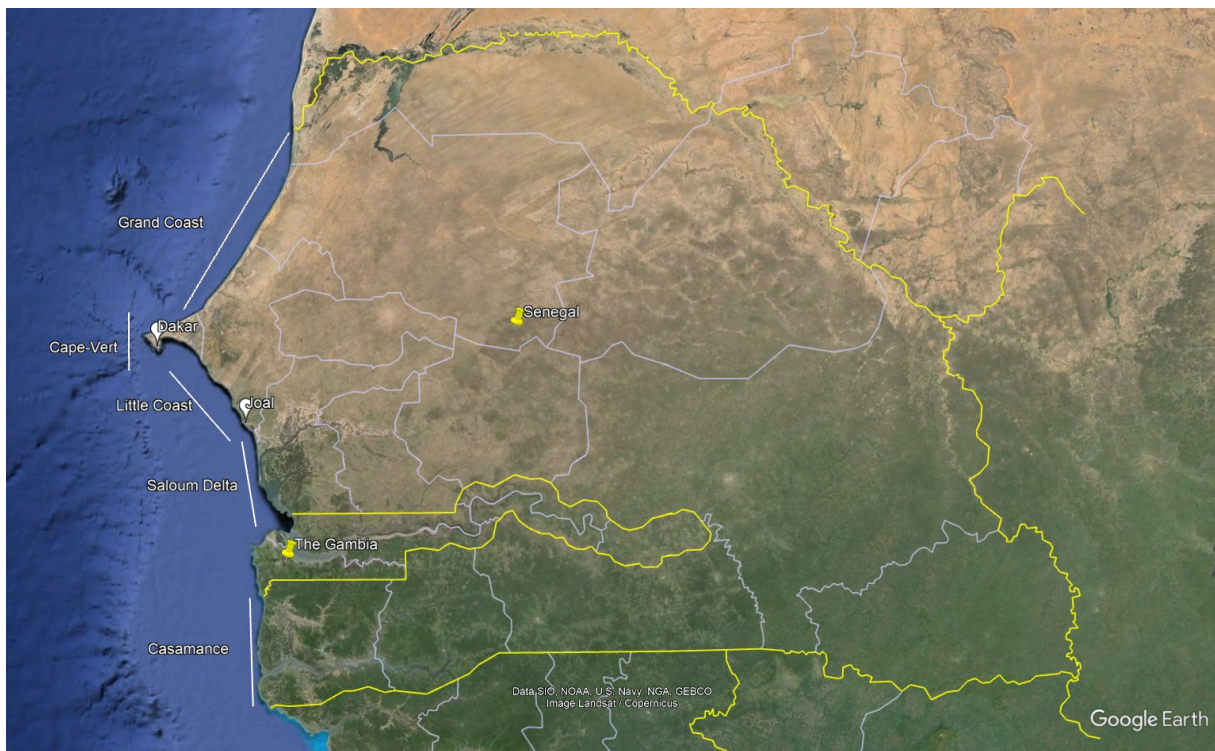 Grand Coast
Senegal
Dakar
Cape-Vert
Joal
Little Coast
Saloum Delta
The Gambia
Casamance
Data SIO, NOAA, U.S. Navy, NGA, GEBCO
Image Landsat / Copernicus
Google Earth